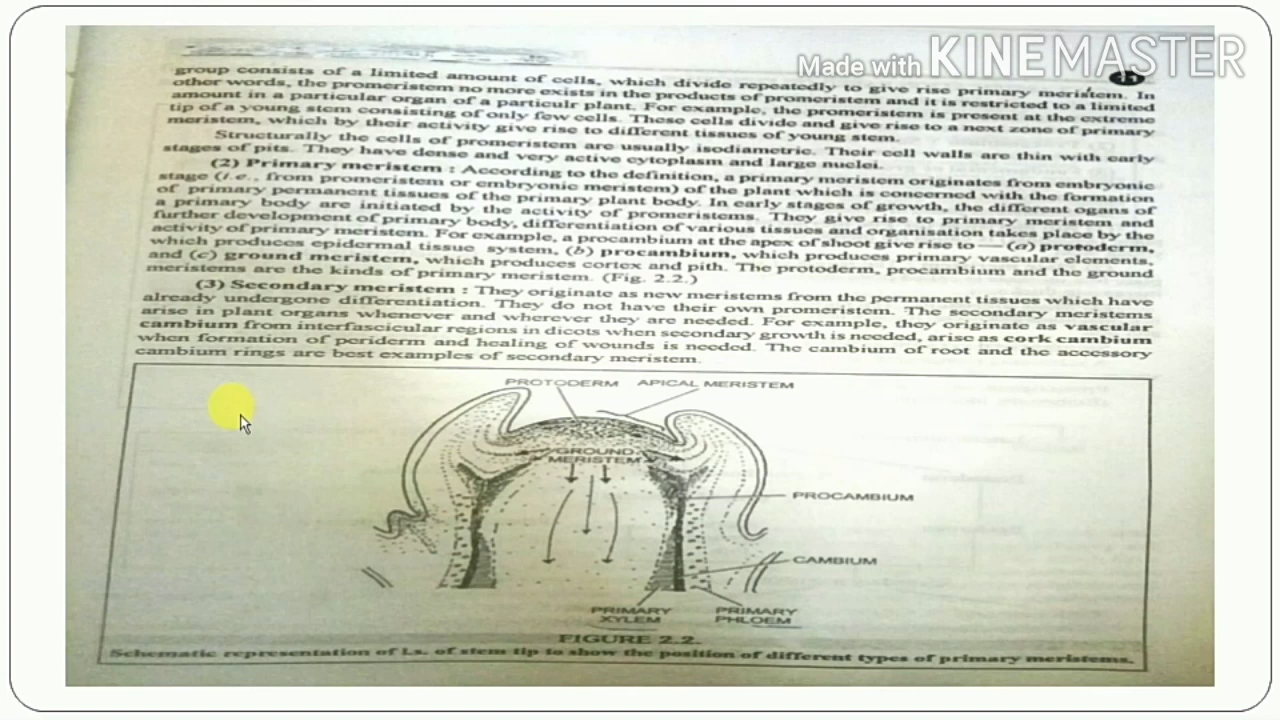 Made with KINEMASTER
group consists of a limited amount of cells, which divide repeatedly to give rise primary meristem. In
other words, the promeristem no more exists in the products of promeristem and it is restricted to a limited
amount in a particular organ of a particulr plant. For example, the promeristem is present at the extreme
tip of a young stem consisting of only few cells. These cells divide and give rise to a next zone of primary
meristem, which by their activity give rise to different tissues of young stem.
Structurally the cells of promeristem are usually isodiametric. Their cell walls are thin with early
stages of pits. They have dense and very active cytoplasm and large nuclei.
(2) Primary meristem : According to the definition, a primary meristem originates from embryonic
stage (i.e., from promeristem or embryonic meristem) of the plant which is concerned with the formation
of primary permanent tissues of the primary plant body. In early stages of growth, the different ogans of
a primary body are initiated by the activity of promeristems. They give rise to primary meristem and
further development of primary body, differentiation of various tissues and organisation takes place by the
activity of primary meristem. For example, a procambium at the apex of shoot give rise to — (a) protoderm,
which produces epidermal tissue system, (b) procambium, which produces primary vascular elements,
and (c) ground meristem, which produces cortex and pith. The protoderm, procambium and the ground
meristems are the kinds of primary meristem. (Fig. 2.2.)
(3) Secondary meristem : They originate as new meristems from the permanent tissues which have
already undergone differentiation. They do not have their own promeristem. The secondary meristems
arise in plant organs whenever and wherever they are needed. For example, they originate as vascular
cambium from interfascicular regions in dicots when secondary growth is needed, arise as cork cambium
when formation of periderm and healing of wounds is needed. The cambium of root and the accessory
cambium rings are best examples of secondary meristem.
PROTODERM APICAL MERISTEM
GROUND
MERISTEM
PROCAMBIUM
CAMBIUM
PRIMARY XYLEM
PRIMARY PHLOEM
FIGURE 2.2.
Schematic representation of l.s. of stem tip to show the position of different types of primary meristems.